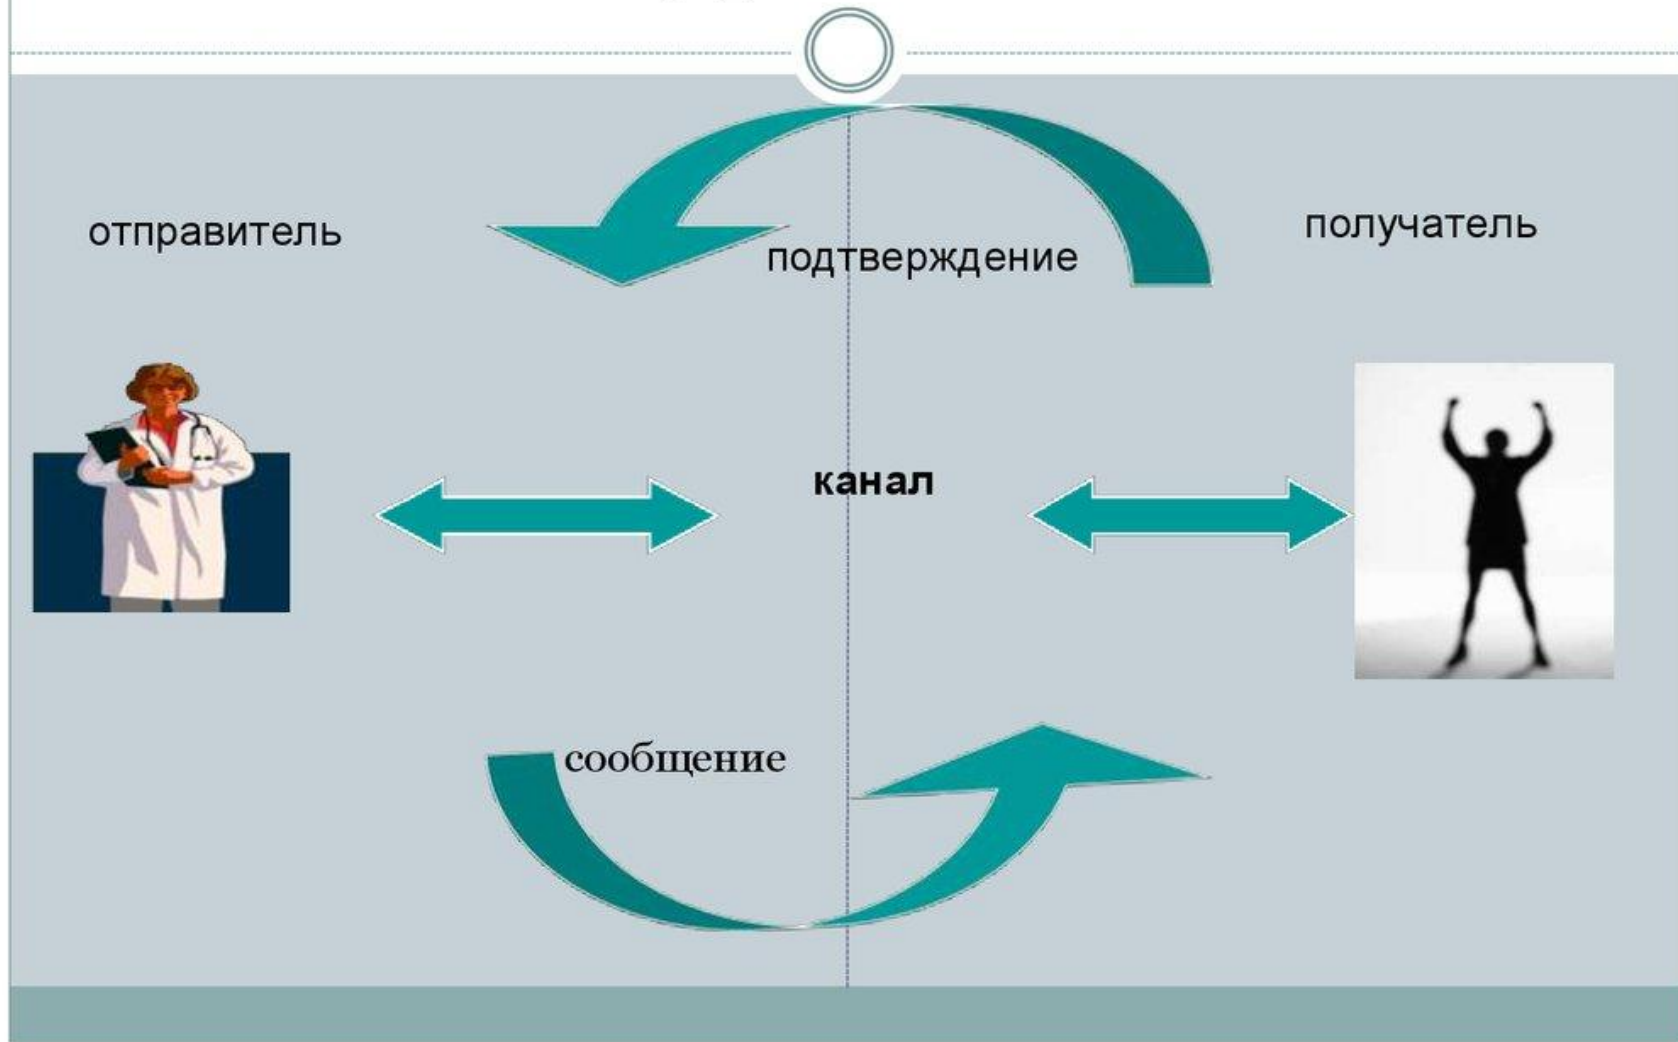 отправитель
получатель
подтверждение
канал
сообщение